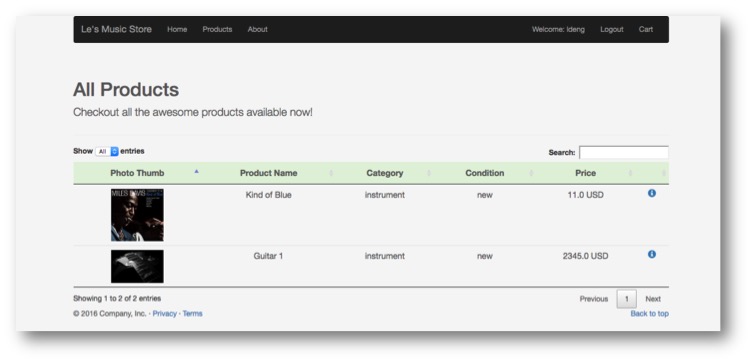 Le's Music Store Home Products About Welcome: ldeng Logout Cart
All Products
Checkout all the awesome products available now!
Show All entries Search:
Photo Thumb Product Name Category Condition Price
MILES DAVIS
Kind of Blue instrument new 11.0 USD
Guitar 1 instrument new 2345.0 USD
Showing 1 to 2 of 2 entries Previous 1 Next
© 2016 Company, Inc. · Privacy · Terms Back to top